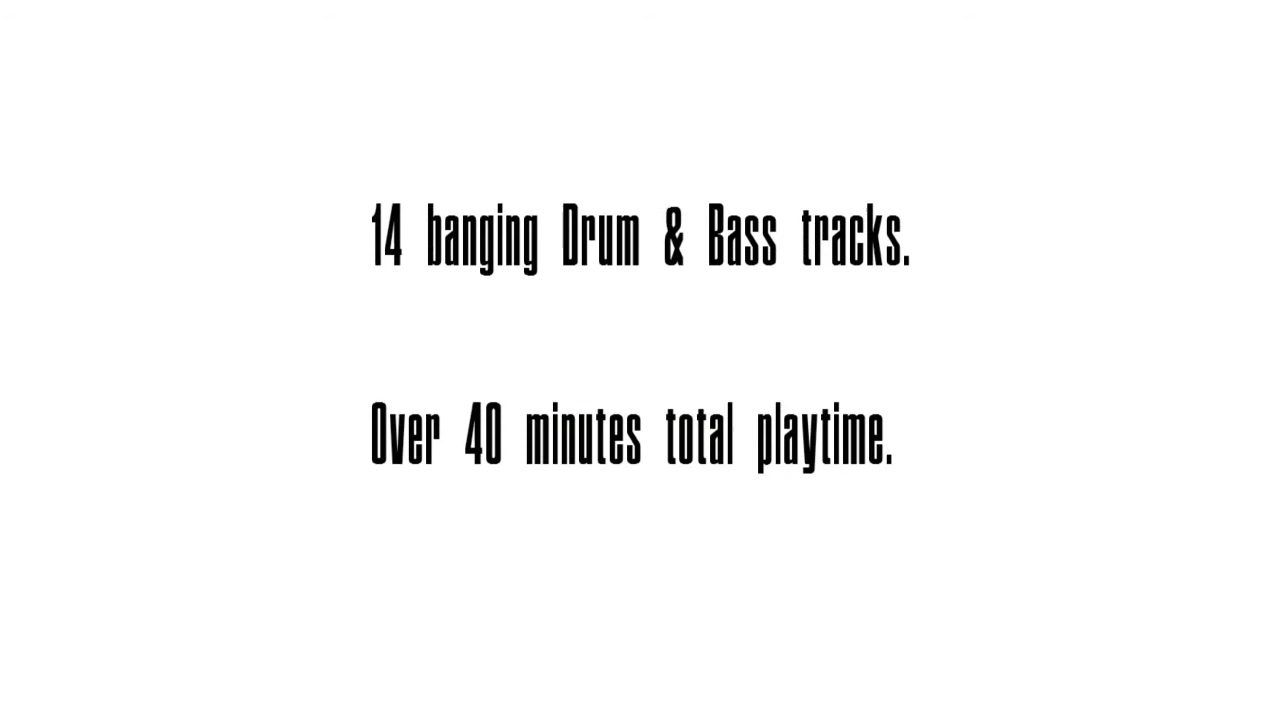 14 banging Drum & Bass tracks.
Over 40 minutes total playtime.